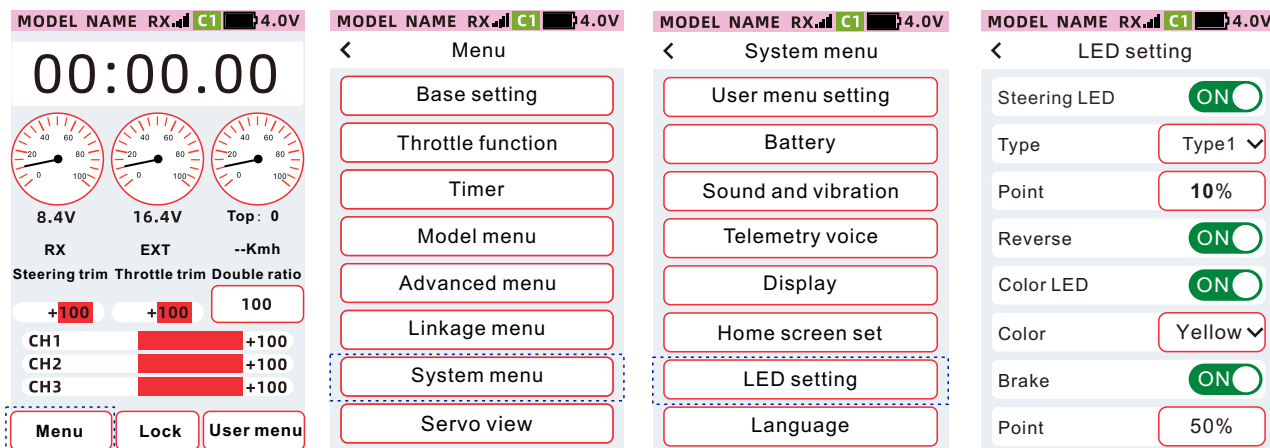 MODEL NAME RX C1 4.0V
00:00.00
20 40 60 80 0 100
20 40 60 80 0 100
20 40 60 80 0 100
8.4V 16.4V Top: 0
RX EXT --Kmh
Steering trim Throttle trim Double ratio
+100 +100 100
CH1 +100
CH2 +100
CH3 +100
Menu Lock User menu
MODEL NAME RX C1 4.0V
< Menu
Base setting
Throttle function
Timer
Model menu
Advanced menu
Linkage menu
System menu
Servo view
MODEL NAME RX C1 4.0V
< System menu
User menu setting
Battery
Sound and vibration
Telemetry voice
Display
Home screen set
LED setting
Language
MODEL NAME RX C1 4.0V
< LED setting
Steering LED ON
Type Type1
Point 10%
Reverse ON
Color LED ON
Color Yellow
Brake ON
Point 50%